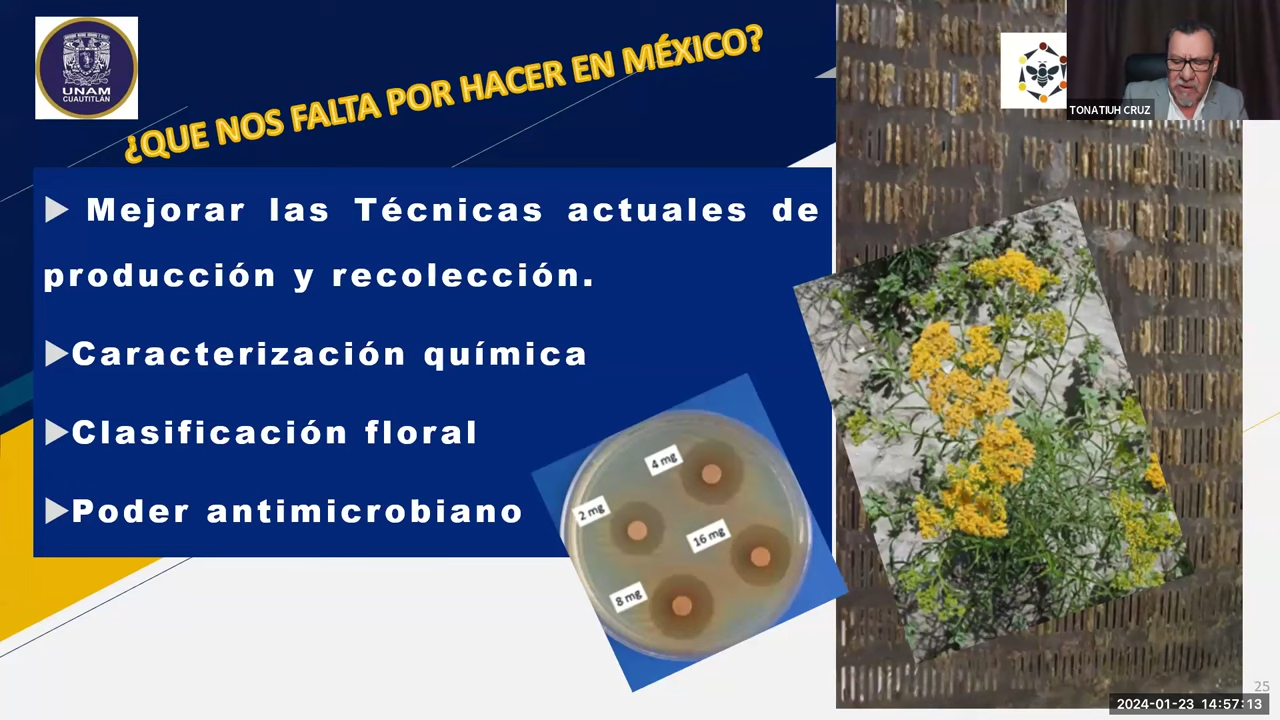 UNAM
CUAUTITLÁN
¿QUE NOS FALTA POR HACER EN MÉXICO?
TONATIUH CRUZ
▶ Mejorar las Técnicas actuales de
producción y recolección.
▶Caracterización química
▶Clasificación floral
▶Poder antimicrobiano
4 mg
2 mg
16 mg
8 mg
25
2024-01-23 14:57:13